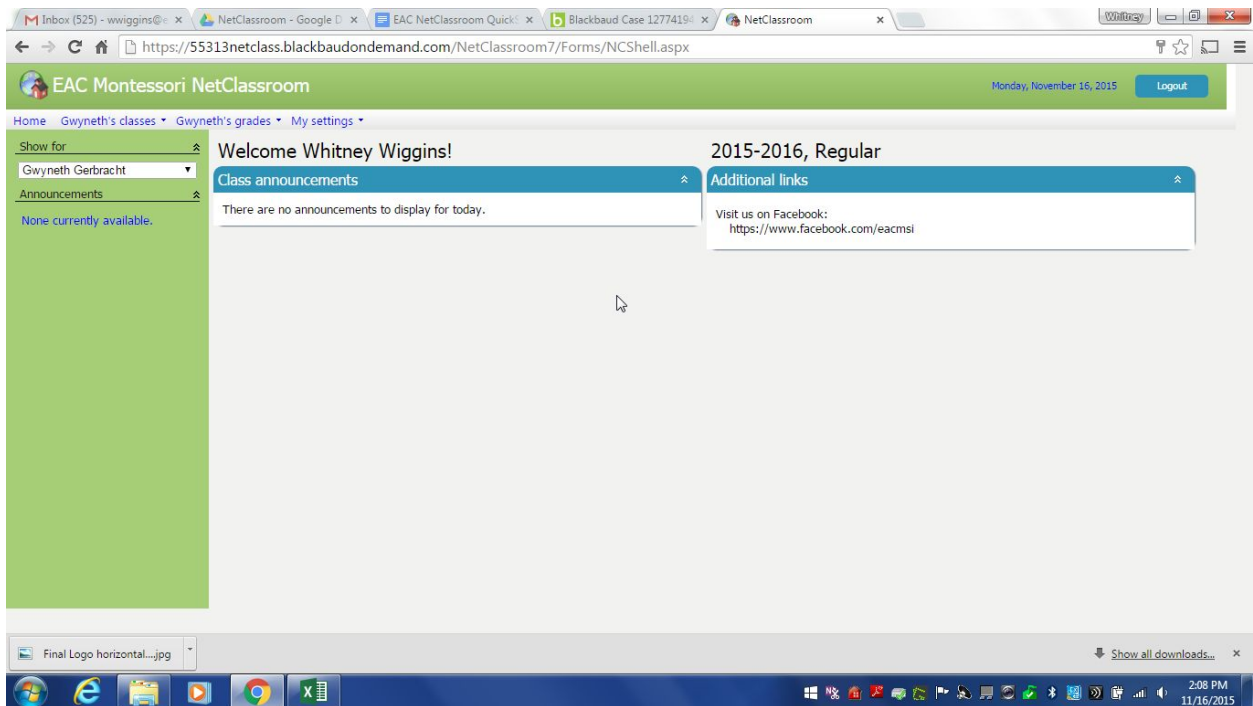 Inbox (525) - wwiggins@e
NetClassroom - Google D
EAC NetClassroom QuickS
Blackbaud Case 12774194
NetClassroom
Whitney
https://55313netclass.blackbaudondemand.com/NetClassroom7/Forms/NCShell.aspx
EAC Montessori NetClassroom
Monday, November 16, 2015
Logout
Home Gwyneth's classes Gwyneth's grades My settings
Show for
Gwyneth Gerbracht
Announcements
None currently available.
Welcome Whitney Wiggins!
Class announcements
There are no announcements to display for today.
2015-2016, Regular
Additional links
Visit us on Facebook:
https://www.facebook.com/eacmsi
Final Logo horizontal....jpg
Show all downloads...
2:08 PM
11/16/2015